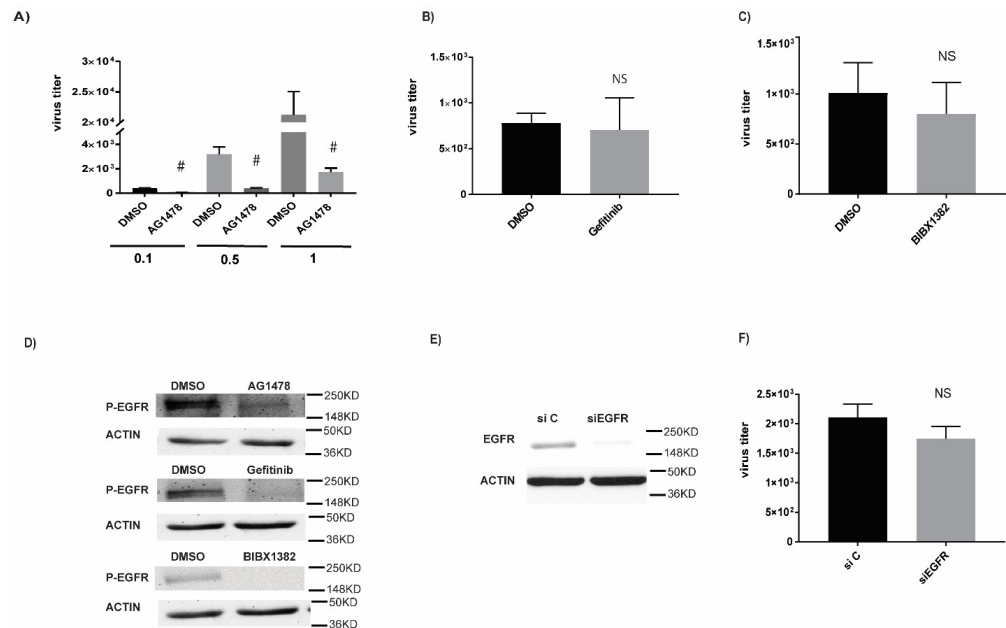 A)
virus titer
3×10⁴
2.5×10⁴
2×10⁴
4×10³
2×10³
0
#
#
#
DMSO
AG1478
DMSO
AG1478
DMSO
AG1478
0.1
0.5
1
B)
virus titer
1.5×10³
1×10³
5×10²
0
NS
DMSO
Gefitinib
C)
virus titer
1.5×10³
1×10³
5×10²
0
NS
DMSO
BIBX1382
D)
DMSO AG1478
P-EGFR
250KD
148KD
ACTIN
50KD
36KD
DMSO Gefitinib
P-EGFR
250KD
148KD
ACTIN
50KD
36KD
DMSO BIBX1382
P-EGFR
250KD
148KD
ACTIN
50KD
36KD
E)
si C siEGFR
EGFR
250KD
148KD
ACTIN
50KD
36KD
F)
virus titer
2.5×10³
2×10³
1.5×10³
1×10³
5×10²
0
NS
si C
siEGFR